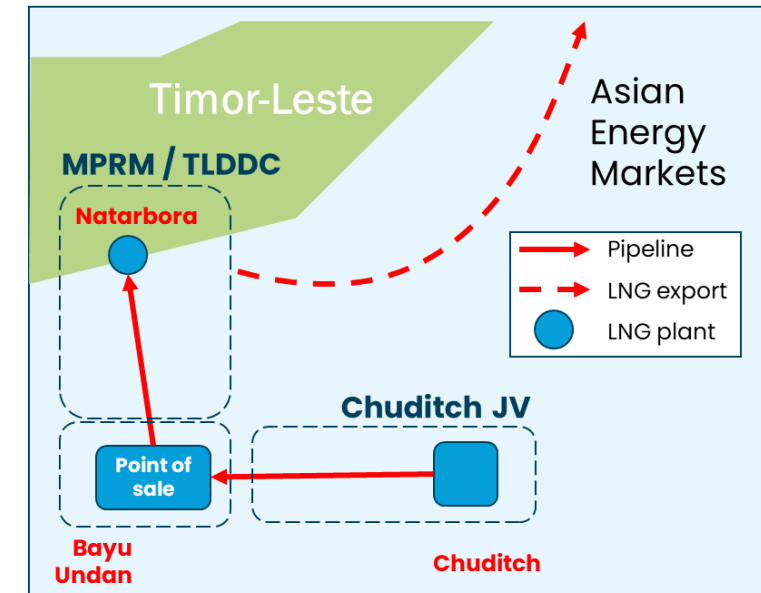 Timor-Leste
MPRM / TLDDC
Natarbora
Asian
Energy
Markets
Pipeline
LNG export
LNG plant
Chuditch JV
Point of
sale
Bayu
Undan
Chuditch